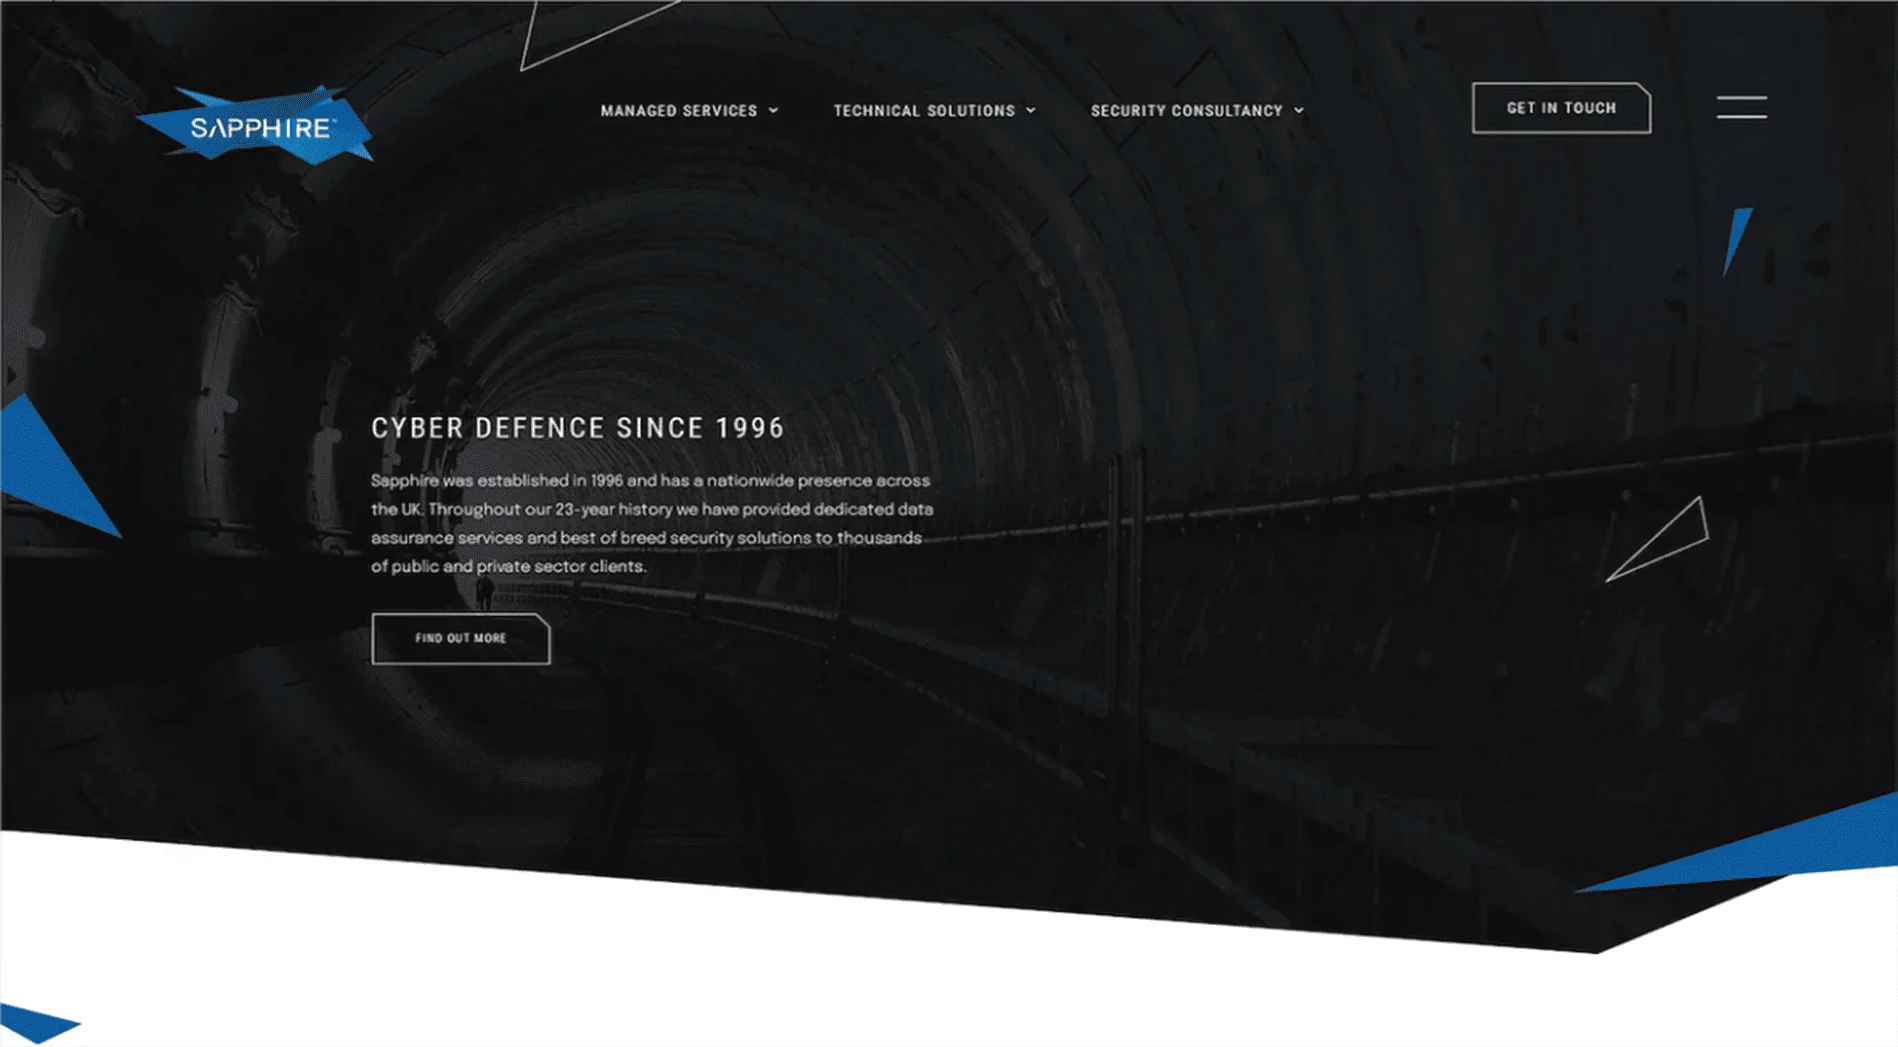 SAPPHIRE™
MANAGED SERVICES
TECHNICAL SOLUTIONS
SECURITY CONSULTANCY
GET IN TOUCH
CYBER DEFENCE SINCE 1996
Sapphire was established in 1996 and has a nationwide presence across
the UK. Throughout our 23-year history we have provided dedicated data
assurance services and best of breed security solutions to thousands
of public and private sector clients.
FIND OUT MORE